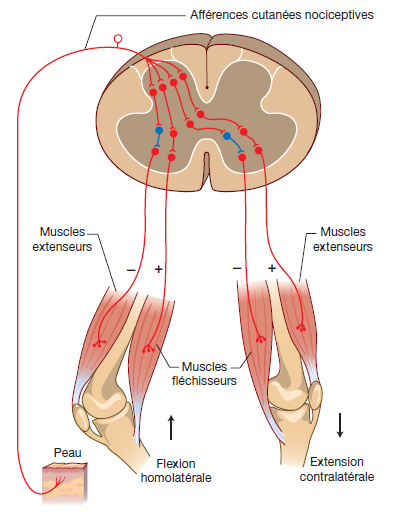 Afférences cutanées nociceptives
Muscles
extenseurs
Muscles
extenseurs
–
+
–
+
Muscles
fléchisseurs
Peau
Flexion
homolatérale
Extension
contralatérale